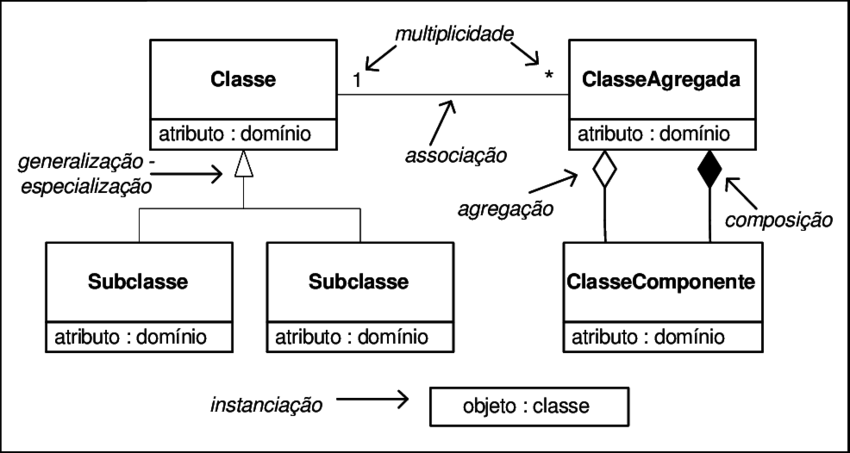 multiplicidade
Classe
1
*
ClasseAgregada
atributo : domínio
associação
atributo : domínio
generalização -
especialização
agregação
composição
Subclasse
Subclasse
ClasseComponente
atributo : domínio
atributo : domínio
atributo : domínio
instanciação
objeto : classe